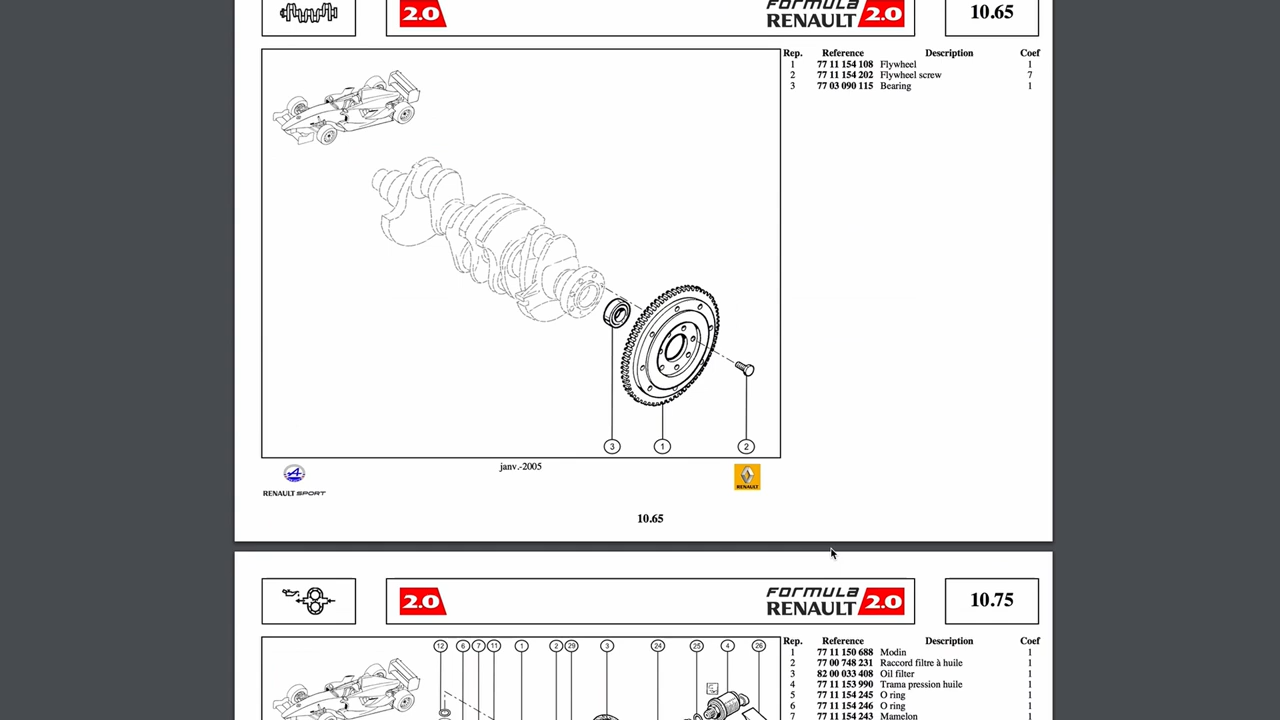 2.0
FORMULA
RENAULT 2.0
10.65
Rep. Reference Description Coef
1 77 11 154 108 Flywheel 1
2 77 11 154 202 Flywheel screw 7
3 77 03 090 115 Bearing 1
3 1 2
janv.-2005
RENAULT
RENAULT SPORT
10.65
2.0
FORMULA
RENAULT 2.0
10.75
12 6 7 11 1 2 29 3 24 25 4 26
Rep. Reference Description Coef
1 77 11 150 688 Modin 1
2 77 00 748 231 Raccord filtre à huile 1
3 82 00 033 408 Oil filter 1
4 77 11 153 990 Trama pression huile 1
5 77 11 154 245 O ring 1
6 77 11 154 246 O ring 1
7 77 11 154 243 Mamelon 1